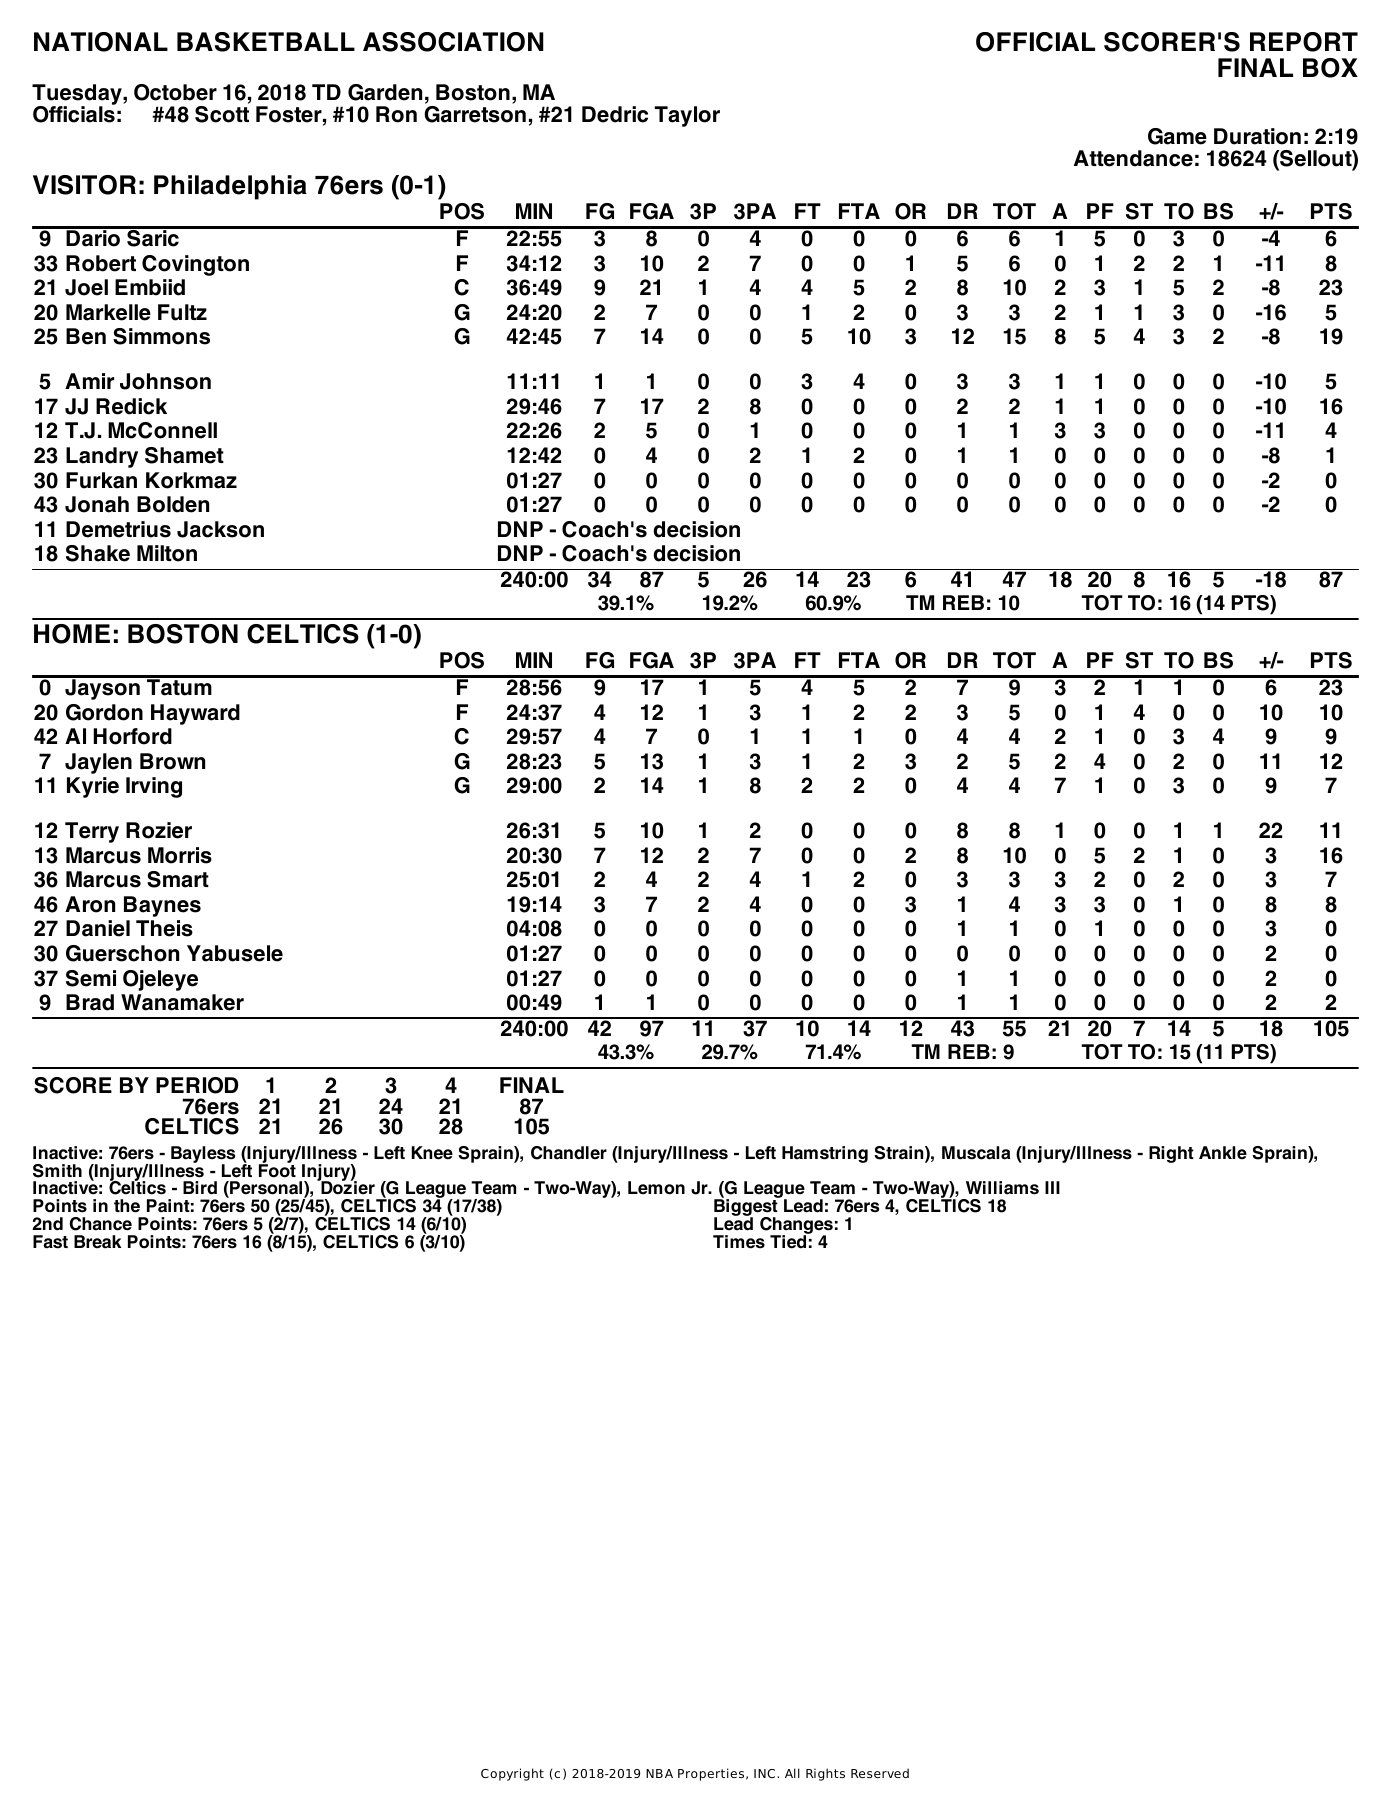 NATIONAL BASKETBALL ASSOCIATION OFFICIAL SCORER'S REPORT
FINAL BOX
Tuesday, October 16, 2018 TD Garden, Boston, MA
Officials: #48 Scott Foster, #10 Ron Garretson, #21 Dedric Taylor
Game Duration: 2:19
Attendance: 18624 (Sellout)
VISITOR: Philadelphia 76ers (0-1)
POS MIN FG FGA 3P 3PA FT FTA OR DR TOT A PF ST TO BS +/- PTS
9 Dario Saric F 22:55 3 8 0 4 0 0 0 6 6 1 5 0 3 0 -4 6
33 Robert Covington F 34:12 3 10 2 7 0 0 1 5 6 0 1 2 2 1 -11 8
21 Joel Embiid C 36:49 9 21 1 4 4 5 2 8 10 2 3 1 5 2 -8 23
20 Markelle Fultz G 24:20 2 7 0 0 1 2 0 3 3 2 1 1 3 0 -16 5
25 Ben Simmons G 42:45 7 14 0 0 5 10 3 12 15 8 5 4 3 2 -8 19
5 Amir Johnson 11:11 1 1 0 0 3 4 0 3 3 1 1 0 0 0 -10 5
17 JJ Redick 29:46 7 17 2 8 0 0 0 2 2 1 1 0 0 0 -10 16
12 T.J. McConnell 22:26 2 5 0 1 0 0 0 1 1 3 3 0 0 0 -11 4
23 Landry Shamet 12:42 0 4 0 2 1 2 0 1 1 0 0 0 0 0 -8 1
30 Furkan Korkmaz 01:27 0 0 0 0 0 0 0 0 0 0 0 0 0 0 -2 0
43 Jonah Bolden 01:27 0 0 0 0 0 0 0 0 0 0 0 0 0 0 -2 0
11 Demetrius Jackson DNP - Coach's decision
18 Shake Milton DNP - Coach's decision
240:00 34 87 5 26 14 23 6 41 47 18 20 8 16 5 -18 87
39.1% 19.2% 60.9% TM REB: 10 TOT TO: 16 (14 PTS)
HOME: BOSTON CELTICS (1-0)
POS MIN FG FGA 3P 3PA FT FTA OR DR TOT A PF ST TO BS +/- PTS
0 Jayson Tatum F 28:56 9 17 1 5 4 5 2 7 9 3 2 1 1 0 6 23
20 Gordon Hayward F 24:37 4 12 1 3 1 2 2 3 5 0 1 4 0 0 10 10
42 Al Horford C 29:57 4 7 0 1 1 1 0 4 4 2 1 0 3 4 9 9
7 Jaylen Brown G 28:23 5 13 1 3 1 2 3 2 5 2 4 0 2 0 11 12
11 Kyrie Irving G 29:00 2 14 1 8 2 2 0 4 4 7 1 0 3 0 9 7
12 Terry Rozier 26:31 5 10 1 2 0 0 0 8 8 1 0 0 1 1 22 11
13 Marcus Morris 20:30 7 12 2 7 0 0 2 8 10 0 5 2 1 0 3 16
36 Marcus Smart 25:01 2 4 2 4 1 2 0 3 3 3 2 0 2 0 3 7
46 Aron Baynes 19:14 3 7 2 4 0 0 3 1 4 3 3 0 1 0 8 8
27 Daniel Theis 04:08 0 0 0 0 0 0 0 1 1 0 1 0 0 0 3 0
30 Guerschon Yabusele 01:27 0 0 0 0 0 0 0 0 0 0 0 0 0 0 2 0
37 Semi Ojeleye 01:27 0 0 0 0 0 0 0 1 1 0 0 0 0 0 2 0
9 Brad Wanamaker 00:49 1 1 0 0 0 0 0 1 1 0 0 0 0 0 2 2
240:00 42 97 11 37 10 14 12 43 55 21 20 7 14 5 18 105
43.3% 29.7% 71.4% TM REB: 9 TOT TO: 15 (11 PTS)
SCORE BY PERIOD 1 2 3 4 FINAL
76ers 21 21 24 21 87
CELTICS 21 26 30 28 105
Inactive: 76ers - Bayless (Injury/Illness - Left Knee Sprain), Chandler (Injury/Illness - Left Hamstring Strain), Muscala (Injury/Illness - Right Ankle Sprain),
Smith (Injury/Illness - Left Foot Injury)
Inactive: Celtics - Bird (Personal), Dozier (G League Team - Two-Way), Lemon Jr. (G League Team - Two-Way), Williams III
Points in the Paint: 76ers 50 (25/45), CELTICS 34 (17/38) Biggest Lead: 76ers 4, CELTICS 18
2nd Chance Points: 76ers 5 (2/7), CELTICS 14 (6/10) Lead Changes: 1
Fast Break Points: 76ers 16 (8/15), CELTICS 6 (3/10) Times Tied: 4
Copyright (c) 2018-2019 NBA Properties, INC. All Rights Reserved